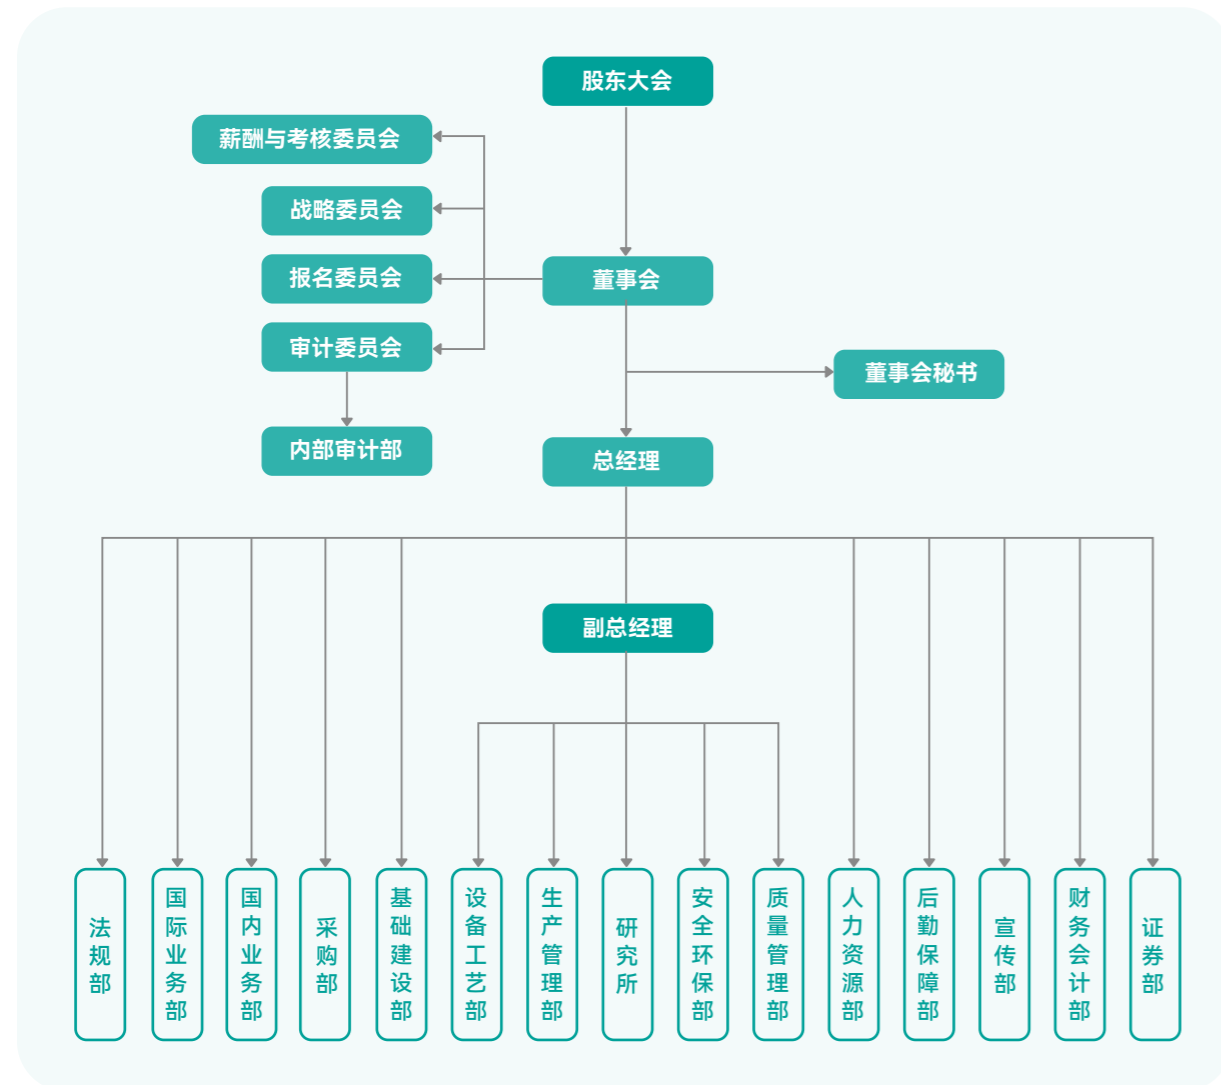 股东大会
薪酬与考核委员会
战略委员会
报名委员会
董事会
审计委员会
董事会秘书
内部审计部
总经理
副总经理
法规部
国际业务部
国内业务部
采购部
基础建设部
设备工艺部
生产管理部
研究所
安全环保部
质量管理部
人力资源部
后勤保障部
宣传部
财务会计部
证券部